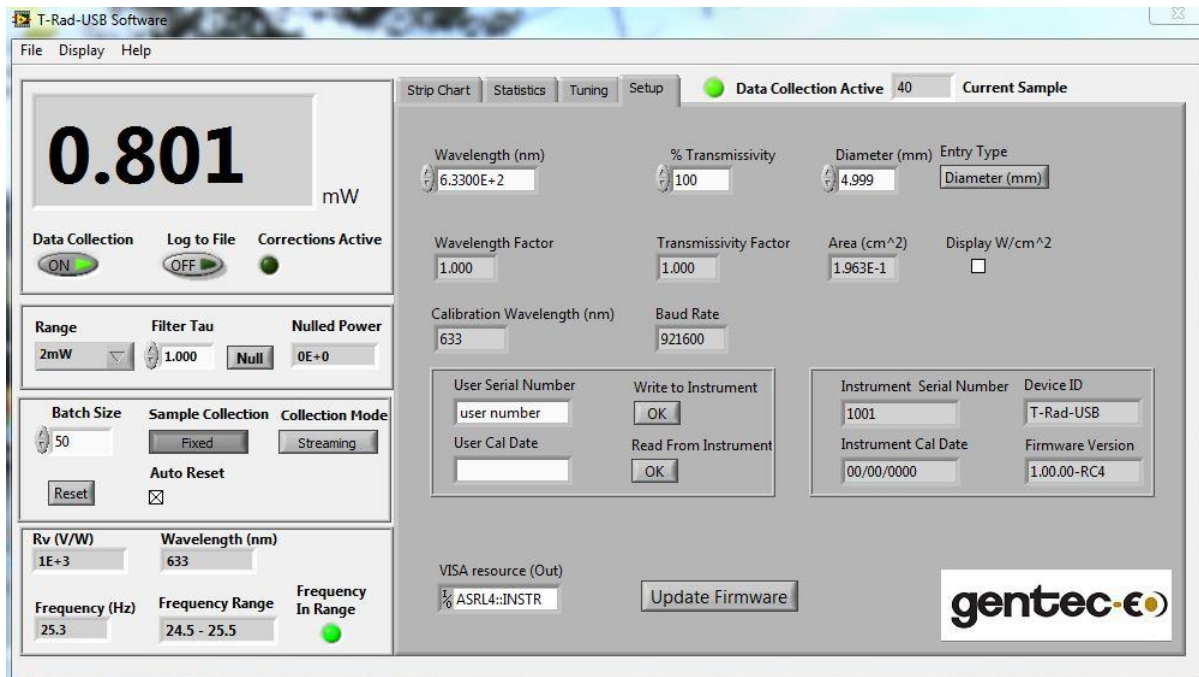 T-Rad-USB Software
File Display Help
0.801
mW
Data Collection Log to File Corrections Active
ON OFF
Range Filter Tau Nulled Power
2mW 1.000 Null 0E+0
Batch Size Sample Collection Collection Mode
50 Fixed Streaming
Auto Reset
Reset
Rv (V/W) Wavelength (nm)
1E+3 633
Frequency (Hz) Frequency Range Frequency In Range
25.3 24.5 - 25.5
Strip Chart Statistics Tuning Setup Data Collection Active 40 Current Sample
Wavelength (nm) % Transmissivity Diameter (mm) Entry Type
6.3300E+2 100 4.999 Diameter (mm)
Wavelength Factor Transmissivity Factor Area (cm^2) Display W/cm^2
1.000 1.000 1.963E-1
Calibration Wavelength (nm) Baud Rate
633 921600
User Serial Number Write to Instrument
user number OK
User Cal Date Read From Instrument
OK
Instrument Serial Number Device ID
1001 T-Rad-USB
Instrument Cal Date Firmware Version
00/00/0000 1.00.00-RC4
VISA resource (Out)
I/O ASRL4::INSTR Update Firmware
gentec-eo